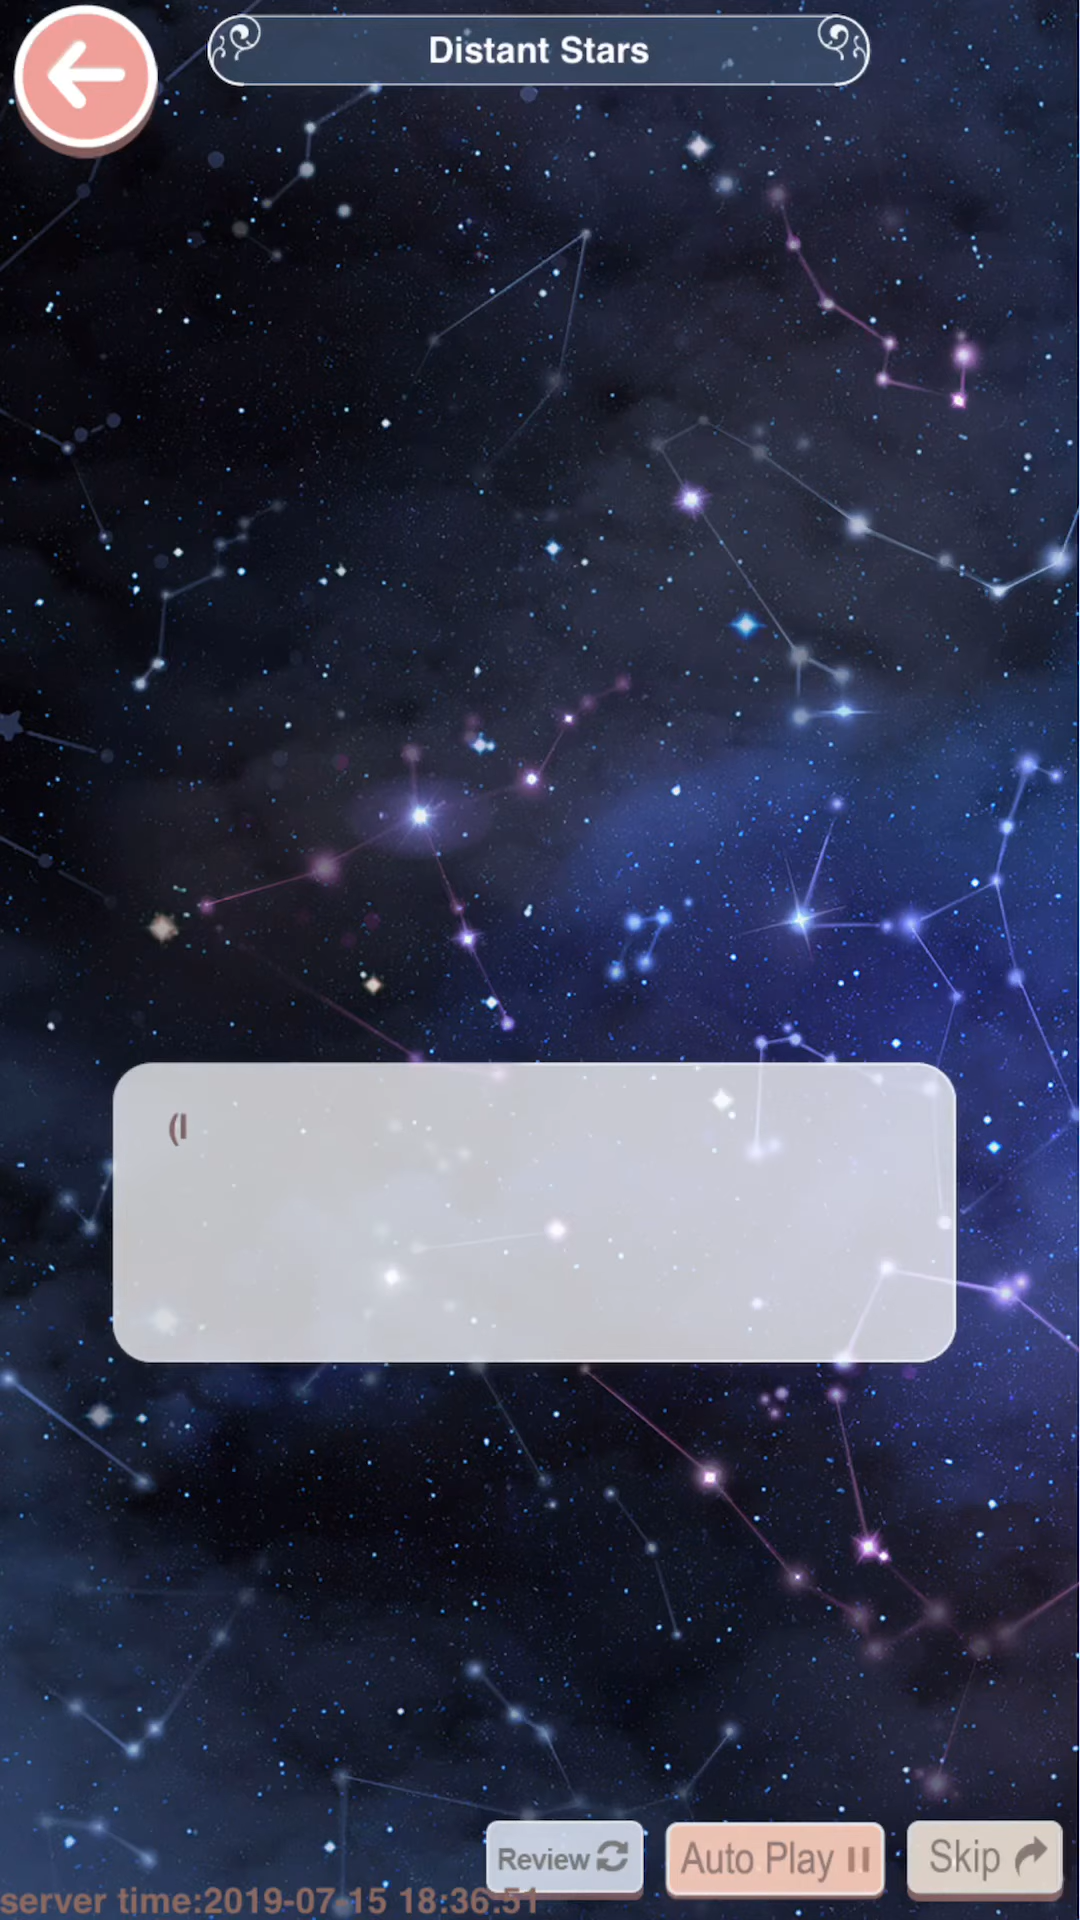 Distant Stars
(I
Review
Auto Play
Skip
server time:2019-07-15 18:36:51